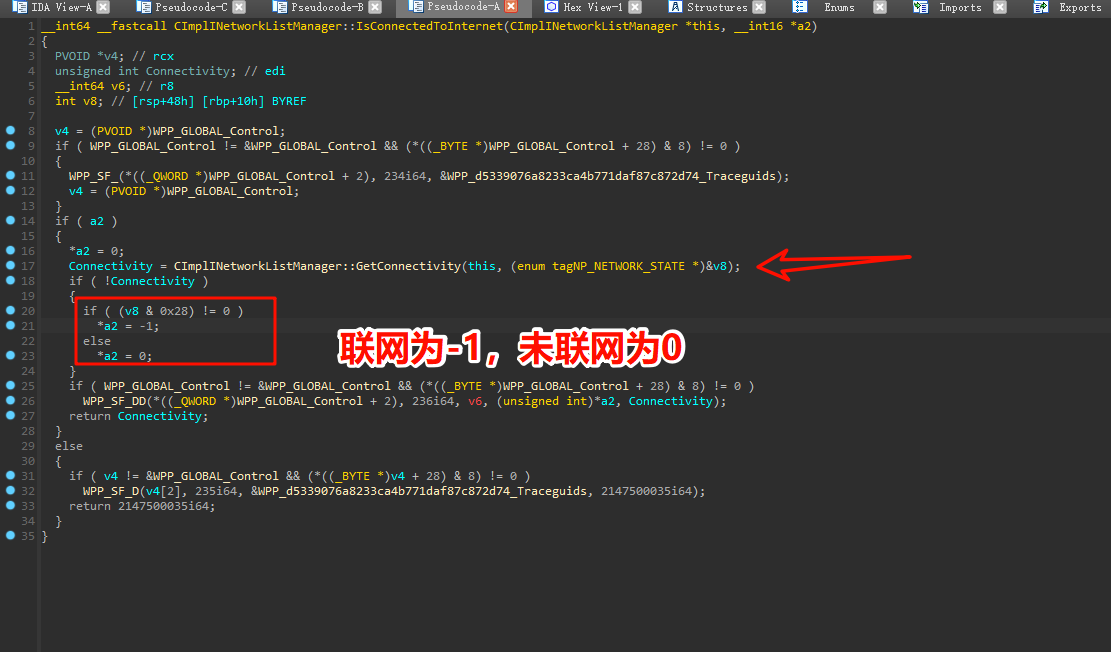 IDA View-A Pseudocode-C Pseudocode-B Pseudocode-A Hex View-1 Structures Enums Imports Exports
1 __int64 __fastcall CImplINetworkListManager::IsConnectedToInternet(CImplINetworkListManager *this, __int16 *a2)
2 {
3 PVOID *v4; // rcx
4 unsigned int Connectivity; // edi
5 __int64 v6; // r8
6 int v8; // [rsp+48h] [rbp+10h] BYREF
7
8 v4 = (PVOID *)WPP_GLOBAL_Control;
9 if ( WPP_GLOBAL_Control != &WPP_GLOBAL_Control && (*((_BYTE *)WPP_GLOBAL_Control + 28) & 8) != 0 )
10 {
11 WPP_SF_(*((_QWORD *)WPP_GLOBAL_Control + 2), 234i64, &WPP_d5339076a8233ca4b771daf87c872d74_Traceguids);
12 v4 = (PVOID *)WPP_GLOBAL_Control;
13 }
14 if ( a2 )
15 {
16 *a2 = 0;
17 Connectivity = CImplINetworkListManager::GetConnectivity(this, (enum tagNP_NETWORK_STATE *)&v8);
18 if ( !Connectivity )
19 {
20 if ( (v8 & 0x28) != 0 )
21 *a2 = -1;
22 else
23 *a2 = 0;
24 }
联网为-1，未联网为0
25 if ( WPP_GLOBAL_Control != &WPP_GLOBAL_Control && (*((_BYTE *)WPP_GLOBAL_Control + 28) & 8) != 0 )
26 WPP_SF_DD(*((_QWORD *)WPP_GLOBAL_Control + 2), 236i64, v6, (unsigned int)*a2, Connectivity);
27 return Connectivity;
28 }
29 else
30 {
31 if ( v4 != &WPP_GLOBAL_Control && (*((_BYTE *)v4 + 28) & 8) != 0 )
32 WPP_SF_D(v4[2], 235i64, &WPP_d5339076a8233ca4b771daf87c872d74_Traceguids, 2147500035i64);
33 return 2147500035i64;
34 }
35 }